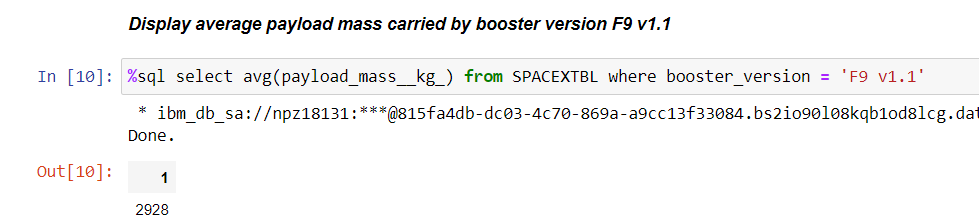 Display average payload mass carried by booster version F9 v1.1
In [10]: %sql select avg(payload_mass__kg_) from SPACEXTBL where booster_version = 'F9 v1.1'
* ibm_db_sa://npz18131:***@815fa4db-dc03-4c70-869a-a9cc13f33084.bs2io90l08kqb1od8lcg.dat
Done.
Out[10]: 1
2928